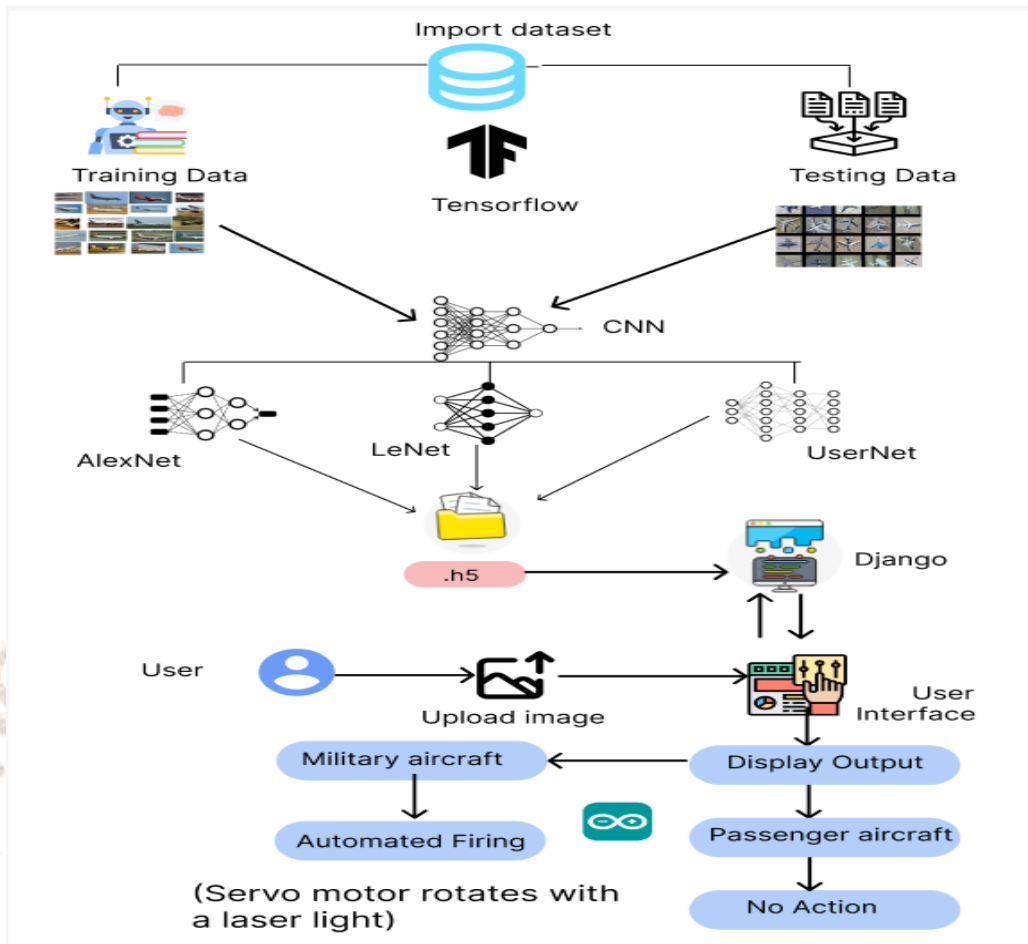 Import dataset
Training Data
Testing Data
Tensorflow
CNN
AlexNet
LeNet
UserNet
.h5
Django
User
Upload image
User
Interface
Military aircraft
Display Output
Automated Firing
Passenger aircraft
(Servo motor rotates with
a laser light)
No Action